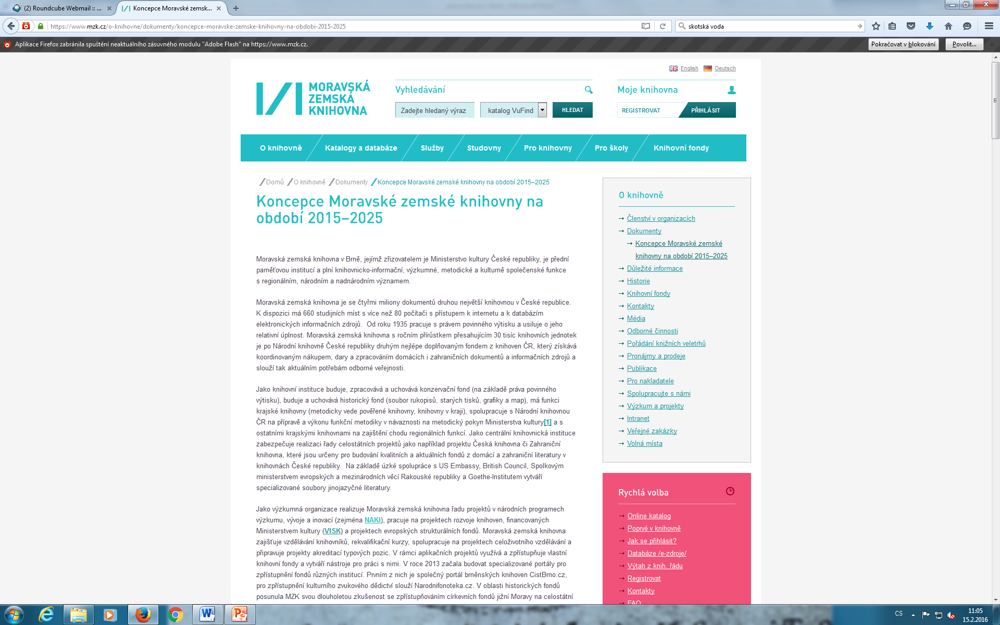 (2) Roundcube Webmail :: ...
Koncepce Moravské zemsk...
https://www.mzk.cz/o-knihovne/dokumenty/koncepce-moravske-zemske-knihovny-na-obdobi-2015-2025
skotská voda
Aplikace Firefox zabránila spuštění neaktuálního zásuvného modulu "Adobe Flash" na https://www.mzk.cz.
Pokračovat v blokování
Povolit...
English
Deutsch
MORAVSKÁ
ZEMSKÁ
KNIHOVNA
Vyhledávání
Zadejte hledaný výraz
katalog VuFind
HLEDAT
Moje knihovna
REGISTROVAT
PŘIHLÁSIT
O knihovně
Katalogy a databáze
Služby
Studovny
Pro knihovny
Pro školy
Knihovní fondy
Domů
O knihovně
Dokumenty
Koncepce Moravské zemské knihovny na období 2015–2025
Koncepce Moravské zemské knihovny na
období 2015–2025
Moravská zemská knihovna v Brně, jejímž zřizovatelem je Ministerstvo kultury České republiky, je přední
paměťovou institucí a plní knihovnicko-informační, výzkumné, metodické a kulturně společenské funkce
s regionálním, národním a nadnárodním významem.
Moravská zemská knihovna je se čtyřmi miliony dokumentů druhou největší knihovnou v České republice.
K dispozici má 660 studijních míst s více než 80 počítači s přístupem k internetu a k databázím
elektronických informačních zdrojů.  Od roku 1935 pracuje s právem povinného výtisku a usiluje o jeho
relativní úplnost. Moravská zemská knihovna s ročním přírůstkem přesahujícím 30 tisíc knihovních jednotek
je po Národní knihovně České republiky druhým nejlépe doplňovaným fondem z knihoven ČR, který získává
koordinovaným nákupem, dary a zpracováním domácích i zahraničních dokumentů a informačních zdrojů a
slouží tak aktuálním potřebám odborné veřejnosti.
Jako knihovní instituce buduje, zpracovává a uchovává konzervační fond (na základě práva povinného
výtisku), buduje a uchovává historický fond (soubor rukopisů, starých tisků, grafiky a map), má funkci
krajské knihovny (metodicky vede pověřené knihovny, knihovny v kraji), spolupracuje s Národní knihovnou
ČR na přípravě a výkonu funkční metodiky v návaznosti na metodický pokyn Ministerstva kultury[1] a s
ostatními krajskými knihovnami na zajištění chodu regionálních funkcí. Jako centrální knihovnická instituce
zabezpečuje realizaci řady celostátních projektů jako například projektu Česká knihovna či Zahraniční
knihovna, které jsou určeny pro budování kvalitních a aktuálních fondů z domácí a zahraniční literatury v
knihovnách České republiky.  Na základě úzké spolupráce s US Embassy, British Council, Spolkovým
ministerstvem evropských a mezinárodních věcí Rakouské republiky a Goethe-Institutem vytváří
specializované soubory jinojazyčné literatury.
Jako výzkumná organizace realizuje Moravská zemská knihovna řadu projektů v národních programech
výzkumu, vývoje a inovací (zejména NAKI), pracuje na projektech rozvoje knihoven, financovaných
Ministerstvem kultury (VISK) a projektech evropských strukturálních fondů. Moravská zemská knihovna
zajišťuje vzdělávání knihovníků, rekvalifikační kurzy, spolupracuje na projektech celoživotního vzdělávání a
připravuje projekty akreditací typových pozic. V rámci aplikačních projektů využívá a zpřístupňuje vlastní
knihovní fondy a vytváří nástroje pro práci s nimi. V roce 2013 začala budovat specializované portály pro
zpřístupnění fondů různých institucí. Prvním z nich je společný portál brněnských knihoven CistBrno.cz,
pro zpřístupnění kulturního zvukového dědictví slouží Narodnifonoteka.cz. V oblasti historických fondů
posunula MZK svou dlouholetou zkušenost se zpřístupňováním církevních fondů jižní Moravy na celostátní
O knihovně
Členství v organizacích
Dokumenty
Koncepce Moravské zemské
knihovny na období 2015–2025
Důležité informace
Historie
Knihovní fondy
Kontakty
Média
Odborné činnosti
Pořádání knižních veletrhů
Pronájmy a prodeje
Publikace
Pro nakladatele
Spolupracujte s námi
Výzkum a projekty
Intranet
Veřejné zakázky
Volná místa
Rychlá volba
Online katalog
Poprvé v knihovně
Jak se přihlásit?
Databáze /e-zdroje/
Výtah z knih. řádu
Registrovat
Kontakty
FAQ
CS
11:05
15.2.2016